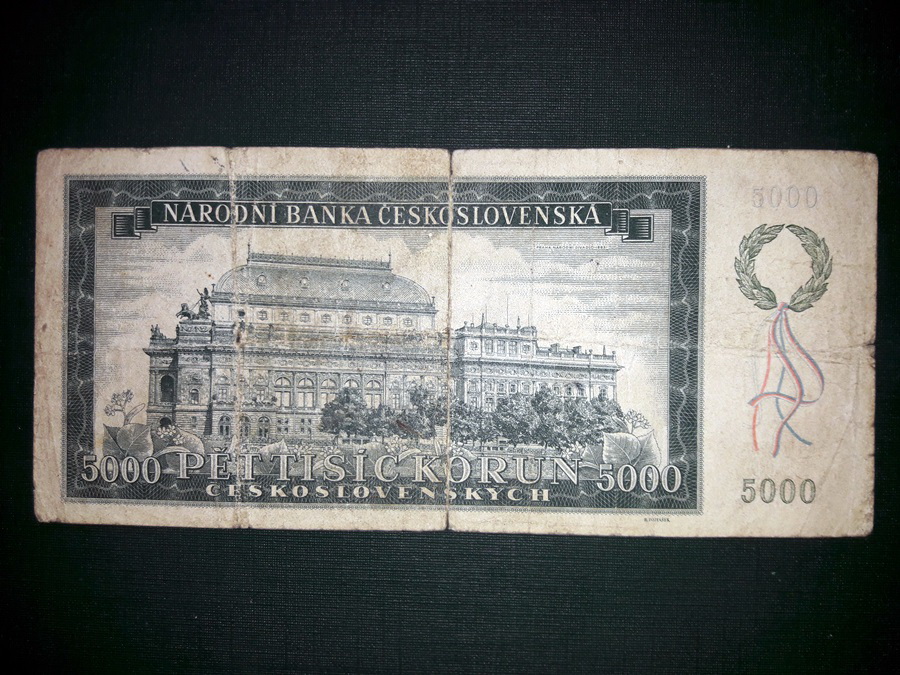 NÁRODNÍ BANKA ČESKOSLOVENSKÁ
5000
5000 PĚT TISÍC KORUN 5000
ČESKOSLOVENSKÝCH
5000